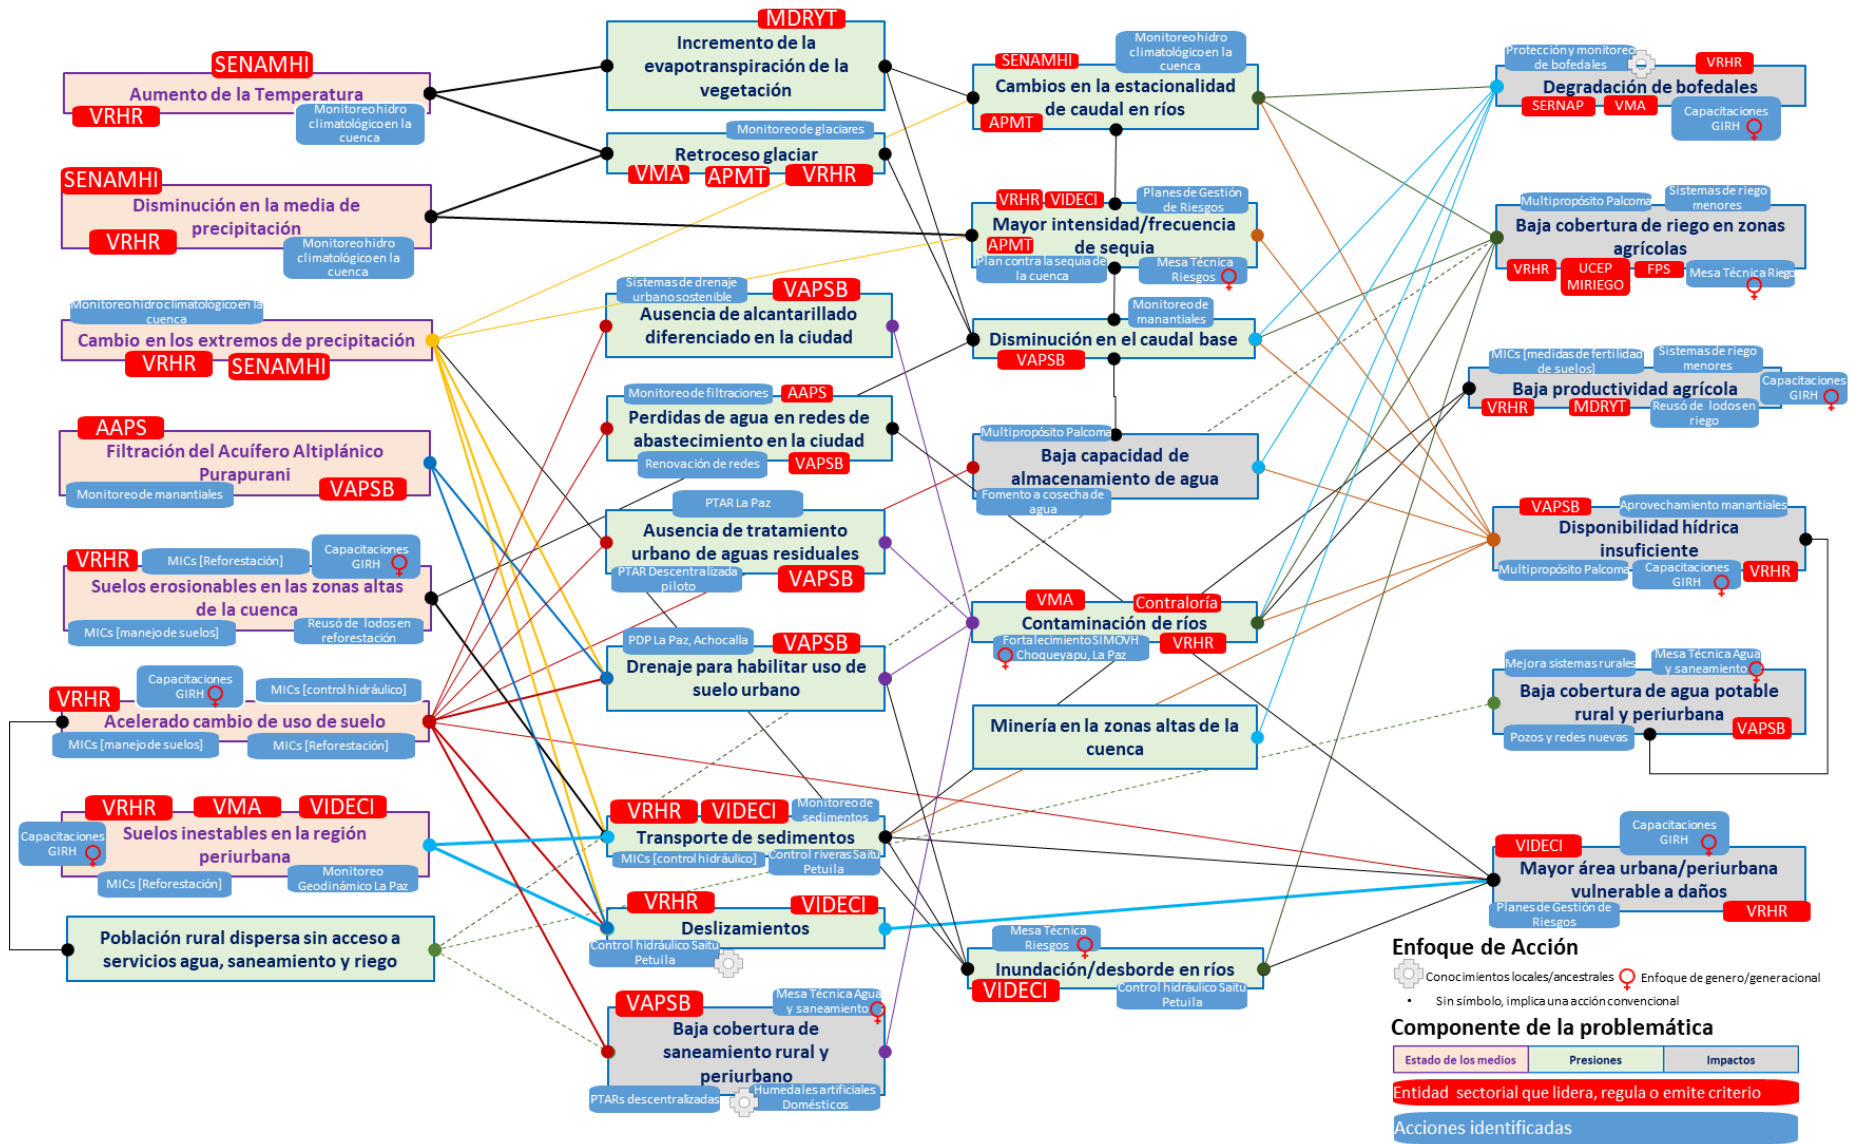 SENAMHI
Aumento de la Temperatura
VRHR
Monitoreo hidro
climatológico en la
cuenca
SENAMHI
Disminución en la media de
precipitación
VRHR
Monitoreo hidro
climatológico en la
cuenca
Monitoreo hidro climatológico en la
cuenca
Cambio en los extremos de precipitación
VRHR
SENAMHI
AAPS
Filtración del Acuífero Altiplánico
Purapurani
Monitoreo de manantiales
VAPSB
VRHR
MICs [Reforestación]
Capacitaciones
GIRH
Suelos erosionables en las zonas altas
de la cuenca
MICs [manejo de suelos]
Reusó de lodos en
reforestación
VRHR
Capacitaciones
GIRH
MICs [control hidráulico]
Acelerado cambio de uso de suelo
MICs [manejo de suelos]
MICs [Reforestación]
VRHR
VMA
VIDECI
Capacitaciones
GIRH
Suelos inestables en la región
periurbana
MICs [Reforestación]
Monitoreo
Geodinámico La Paz
Población rural dispersa sin acceso a
servicios agua, saneamiento y riego
MDRYT
Incremento de la
evapotranspiración de la
vegetación
Monitoreo de glaciares
Retroceso glaciar
VMA
APMT
VRHR
Sistemas de drenaje
urbano sostenible
VAPSB
Ausencia de alcantarillado
diferenciado en la ciudad
Monitoreo de filtraciones
AAPS
Perdidas de agua en redes de
abastecimiento en la ciudad
Renovación de redes
VAPSB
PTAR La Paz
Ausencia de tratamiento
urbano de aguas residuales
PTAR Descentralizada
piloto
VAPSB
PDP La Paz, Achocalla
VAPSB
Drenaje para habilitar uso de
suelo urbano
VRHR
VIDECI
Monitoreo de
sedimentos
Transporte de sedimentos
MICs [control hidráulico]
Control riveras Saitu
Petuila
VRHR
VIDECI
Deslizamientos
Control hidráulico Saitu
Petuila
VAPSB
Mesa Técnica Agua
y saneamiento
Baja cobertura de
saneamiento rural y
periurbano
PTARs descentralizadas
Humedales artificiales
Domésticos
SENAMHI
Monitoreo hidro
climatológico en la
cuenca
Cambios en la estacionalidad
de caudal en ríos
APMT
VRHR
VIDECI
Planes de Gestión
de Riesgos
Mayor intensidad/frecuencia
de sequia
APMT
Plan contra la sequia de
la cuenca
Mesa Técnica
Riesgos
Monitoreo de
manantiales
Disminución en el caudal base
VAPSB
Multipropósito Palcoma
Baja capacidad de
almacenamiento de agua
Fomento a cosecha de
agua
VMA
Contraloría
Contaminación de ríos
Fortalecimiento SIMOVH
Choqueyapu, La Paz
VRHR
Minería en la zonas altas de la
cuenca
Mesa Técnica
Riesgos
Inundación/desborde en ríos
VIDECI
Control hidráulico Saitu
Petuila
Protección y monitoreo
de bofedales
VRHR
Degradación de bofedales
SERNAP
VMA
Capacitaciones
GIRH
Multipropósito Palcoma
Sistemas de riego
menores
Baja cobertura de riego en zonas
agrícolas
VRHR
UCEP
MIRIEGO
FPS
Mesa Técnica Riego
MICs [medidas de fertilidad
de suelos]
Sistemas de riego
menores
Baja productividad agrícola
Capacitaciones
GIRH
VRHR
MDRYT
Reusó de lodos en
riego
VAPSB
Aprovechamiento manantiales
Disponibilidad hídrica
insuficiente
Multipropósito Palcoma
Capacitaciones
GIRH
VRHR
Mejora sistemas rurales
Mesa Técnica Agua
y saneamiento
Baja cobertura de agua potable
rural y periurbana
Pozos y redes nuevas
VAPSB
VIDECI
Capacitaciones
GIRH
Mayor área urbana/periurbana
vulnerable a daños
Planes de Gestión de
Riesgos
VRHR
Enfoque de Acción
Conocimientos locales/ancestrales
Enfoque de genero/generacional
• Sin símbolo, implica una acción convencional
Componente de la problemática
Estado de los medios
Presiones
Impactos
Entidad sectorial que lidera, regula o emite criterio
Acciones identificadas